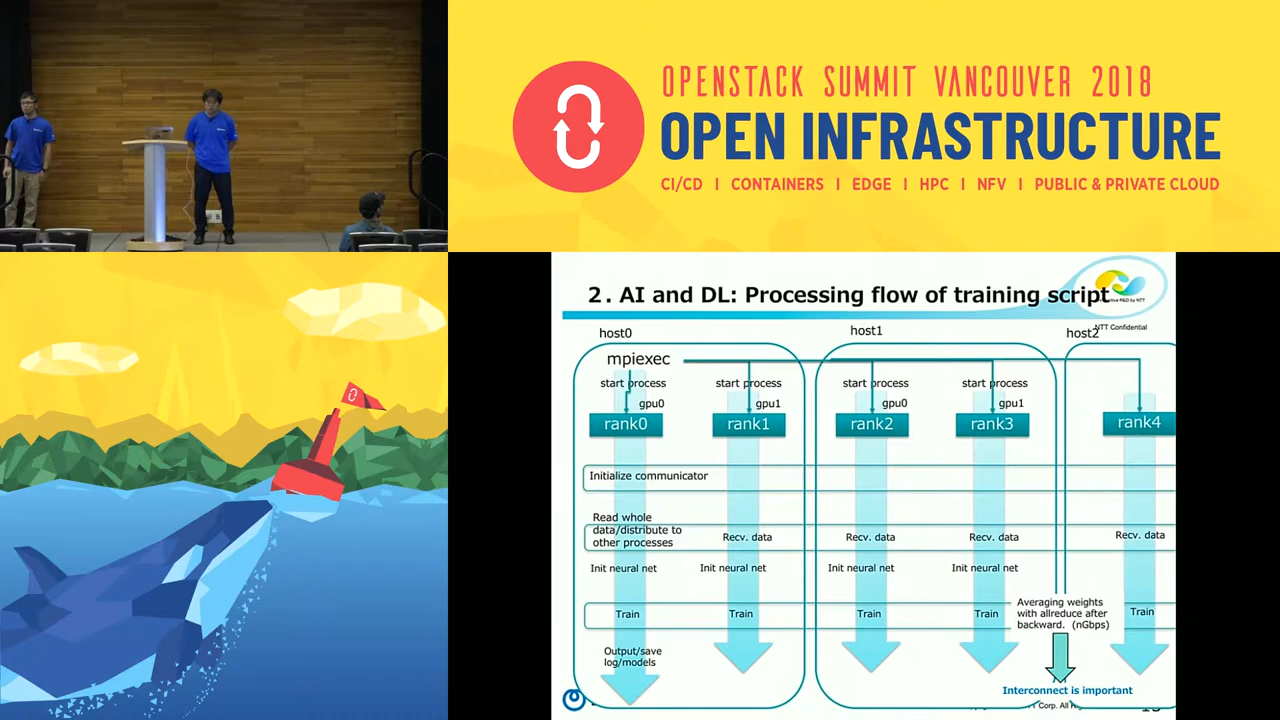 OPENSTACK SUMMIT VANCOUVER 2018
OPEN INFRASTRUCTURE
CI/CD I CONTAINERS I EDGE I HPC I NFV I PUBLIC & PRIVATE CLOUD
2. AI and DL: Processing flow of training script
R&D by NTT
NTT Confidential
host0
host1
host2
mpiexec
start process
start process
start process
start process
gpu0
gpu1
gpu0
gpu1
rank0
rank1
rank2
rank3
rank4
Initialize communicator
Read whole
data/distribute to
other processes
Recv. data
Recv. data
Recv. data
Recv. data
Init neural net
Init neural net
Init neural net
Init neural net
Train
Train
Train
Train
Train
Averaging weights
with allreduce after
backward. (nGbps)
Output/save
log/models
Interconnect is important
Corp. All